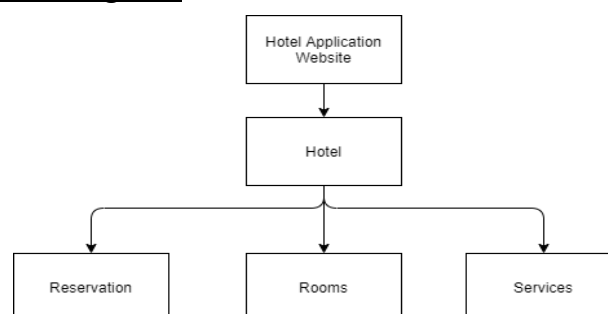 Hotel Application
Website
Hotel
Reservation
Rooms
Services